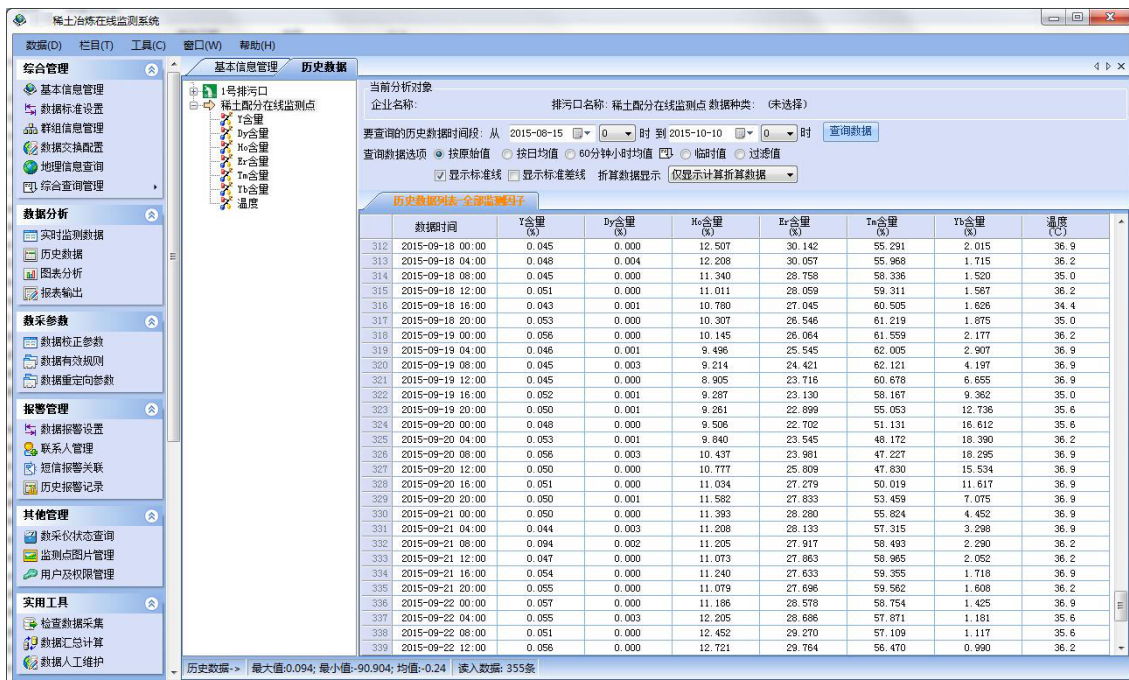 稀土冶炼在线监测系统
数据(D) 栏目(T) 工具(C) 窗口(W) 帮助(H)
综合管理
基本信息管理
数据标准设置
群组信息管理
数据交换配置
地理信息查询
综合查询管理
数据分析
实时监测数据
历史数据
图表分析
报表输出
数采参数
数据校正参数
数据有效规则
数据重定向参数
报警管理
数据报警设置
联系人管理
短信报警关联
历史报警记录
其他管理
数采仪状态查询
监测点图片管理
用户及权限管理
实用工具
检查数据采集
数据汇总计算
数据人工维护
基本信息管理 历史数据
1号排污口
稀土配分在线监测点
Y含量
Dy含量
Ho含量
Er含量
Tm含量
Yb含量
温度
当前分析对象
企业名称: 排污口名称: 稀土配分在线监测点 数据种类: (未选择)
要查询的历史数据时间段: 从 2015-08-15 0 时 到 2015-10-10 0 时 查询数据
查询数据选项 按原始值 按日均值 60分钟小时均值 临时值 过滤值
显示标准线 显示标准差线 折算数据显示 仅显示计算折算数据
历史数据列表-全部监测因子
数据时间 Y含量(%) Dy含量(%) Ho含量(%) Er含量(%) Tm含量(%) Yb含量(%) 温度(℃)
312 2015-09-18 00:00 0.045 0.000 12.507 30.142 55.291 2.015 36.9
313 2015-09-18 04:00 0.048 0.004 12.208 30.057 55.968 1.715 36.2
314 2015-09-18 08:00 0.045 0.000 11.340 28.758 58.336 1.520 35.0
315 2015-09-18 12:00 0.051 0.000 11.011 28.059 59.311 1.567 36.2
316 2015-09-18 16:00 0.043 0.001 10.780 27.045 60.505 1.626 34.4
317 2015-09-18 20:00 0.053 0.000 10.307 26.546 61.219 1.875 35.0
318 2015-09-19 00:00 0.056 0.000 10.145 26.064 61.559 2.177 36.2
319 2015-09-19 04:00 0.046 0.001 9.496 25.545 62.005 2.907 36.9
320 2015-09-19 08:00 0.045 0.003 9.214 24.421 62.121 4.197 36.9
321 2015-09-19 12:00 0.045 0.000 8.905 23.716 60.678 6.655 36.9
322 2015-09-19 16:00 0.052 0.001 9.287 23.130 58.167 9.362 35.0
323 2015-09-19 20:00 0.050 0.001 9.261 22.899 55.053 12.736 35.6
324 2015-09-20 00:00 0.048 0.000 9.506 22.702 51.131 16.612 35.6
325 2015-09-20 04:00 0.053 0.001 9.840 23.545 48.172 18.390 36.2
326 2015-09-20 08:00 0.056 0.003 10.437 23.981 47.227 18.295 36.9
327 2015-09-20 12:00 0.050 0.000 10.777 25.809 47.830 15.534 36.9
328 2015-09-20 16:00 0.051 0.000 11.034 27.279 50.019 11.617 36.9
329 2015-09-20 20:00 0.050 0.001 11.582 27.833 53.459 7.075 36.9
330 2015-09-21 00:00 0.050 0.000 11.393 28.280 55.824 4.452 36.9
331 2015-09-21 04:00 0.044 0.003 11.208 28.133 57.315 3.298 36.9
332 2015-09-21 08:00 0.094 0.002 11.205 27.917 58.493 2.290 36.2
333 2015-09-21 12:00 0.047 0.000 11.073 27.863 58.965 2.052 36.2
334 2015-09-21 16:00 0.054 0.000 11.240 27.633 59.355 1.718 36.9
335 2015-09-21 20:00 0.055 0.000 11.079 27.696 59.562 1.608 36.2
336 2015-09-22 00:00 0.057 0.000 11.186 28.578 58.754 1.425 36.9
337 2015-09-22 04:00 0.055 0.003 12.205 28.686 57.871 1.181 35.6
338 2015-09-22 08:00 0.051 0.000 12.452 29.270 57.109 1.117 35.6
339 2015-09-22 12:00 0.056 0.000 12.721 29.764 56.470 0.990 36.2
历史数据-> 最大值:0.094; 最小值:-90.904; 均值:-0.24 读入数据: 355条